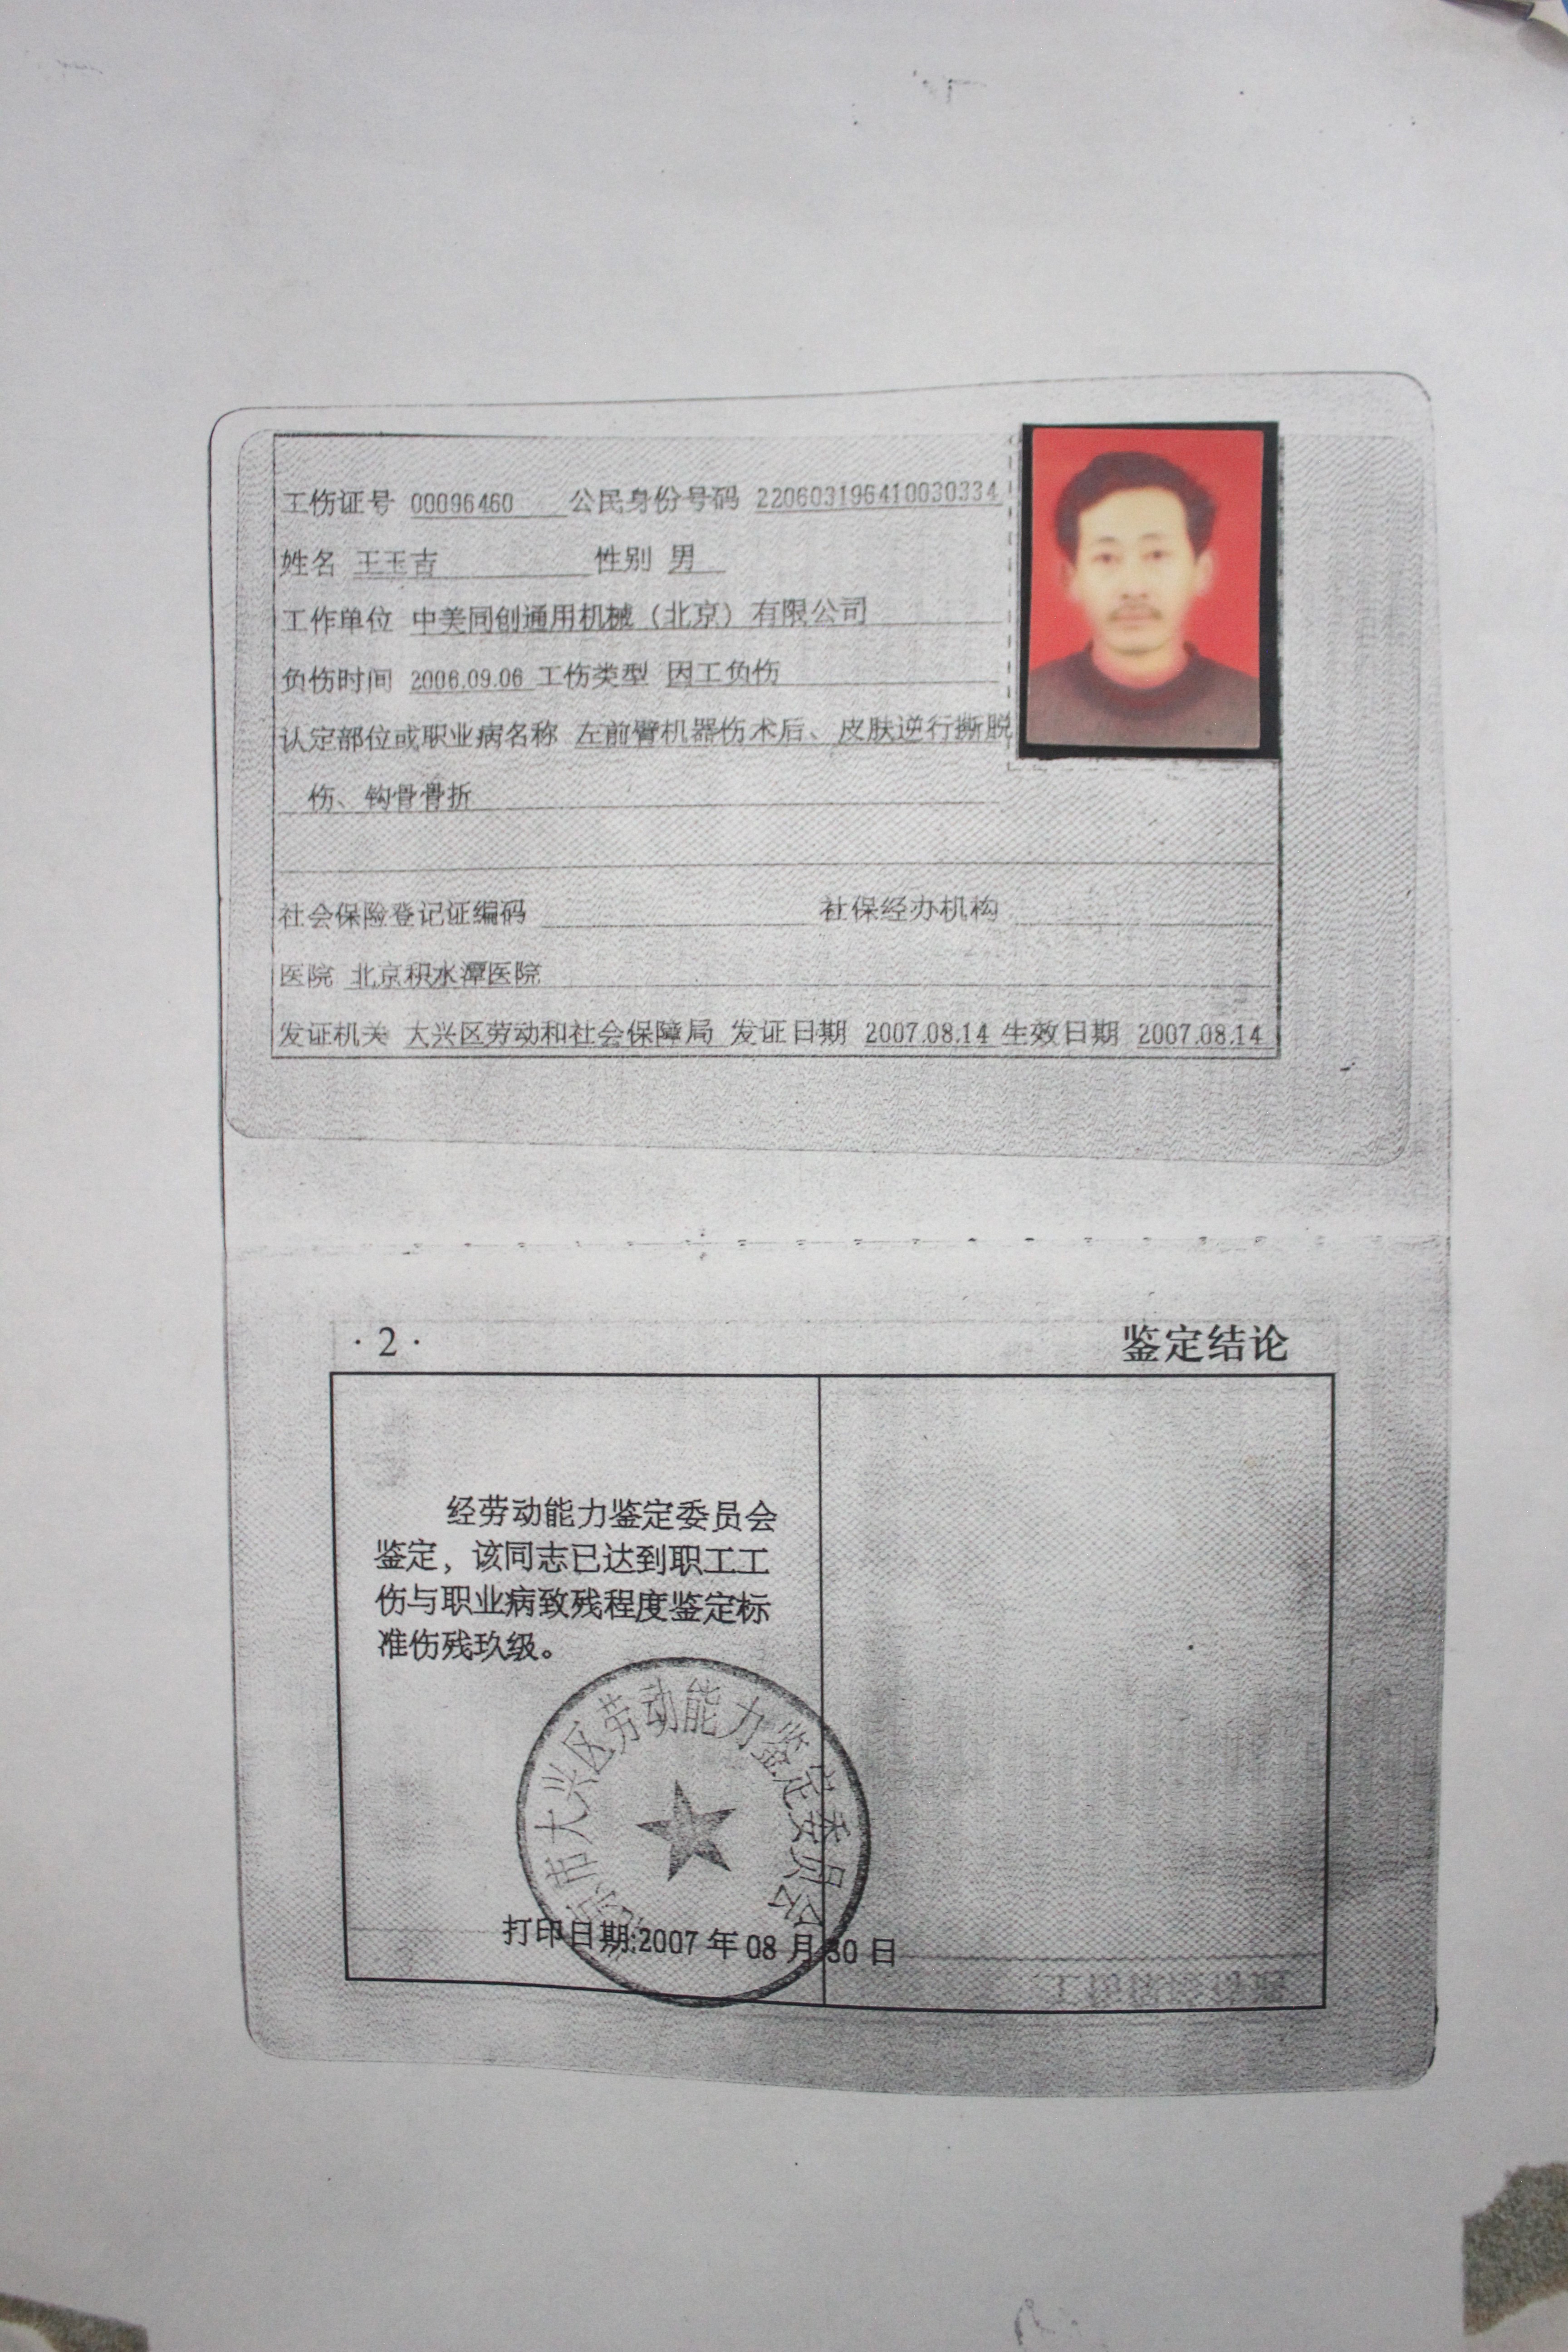 工伤证号 00096460 公民身份号码 220603196410030334
姓名 王玉吉 性别 男
工作单位 中美同创通用机械（北京）有限公司
负伤时间 2006.09.06 工伤类型 因工负伤
认定部位或职业病名称 左前臂机器伤术后、皮肤逆行撕脱
伤、钩骨骨折
社会保险登记证编码 社保经办机构
医院 北京积水潭医院
发证机关 大兴区劳动和社会保障局 发证日期 2007.08.14 生效日期 2007.08.14
·2· 鉴定结论
经劳动能力鉴定委员会
鉴定，该同志已达到职工工
伤与职业病致残程度鉴定标
准伤残玖级。
京市大兴区劳动能力鉴定委员会
打印日期:2007 年 08 月 30 日